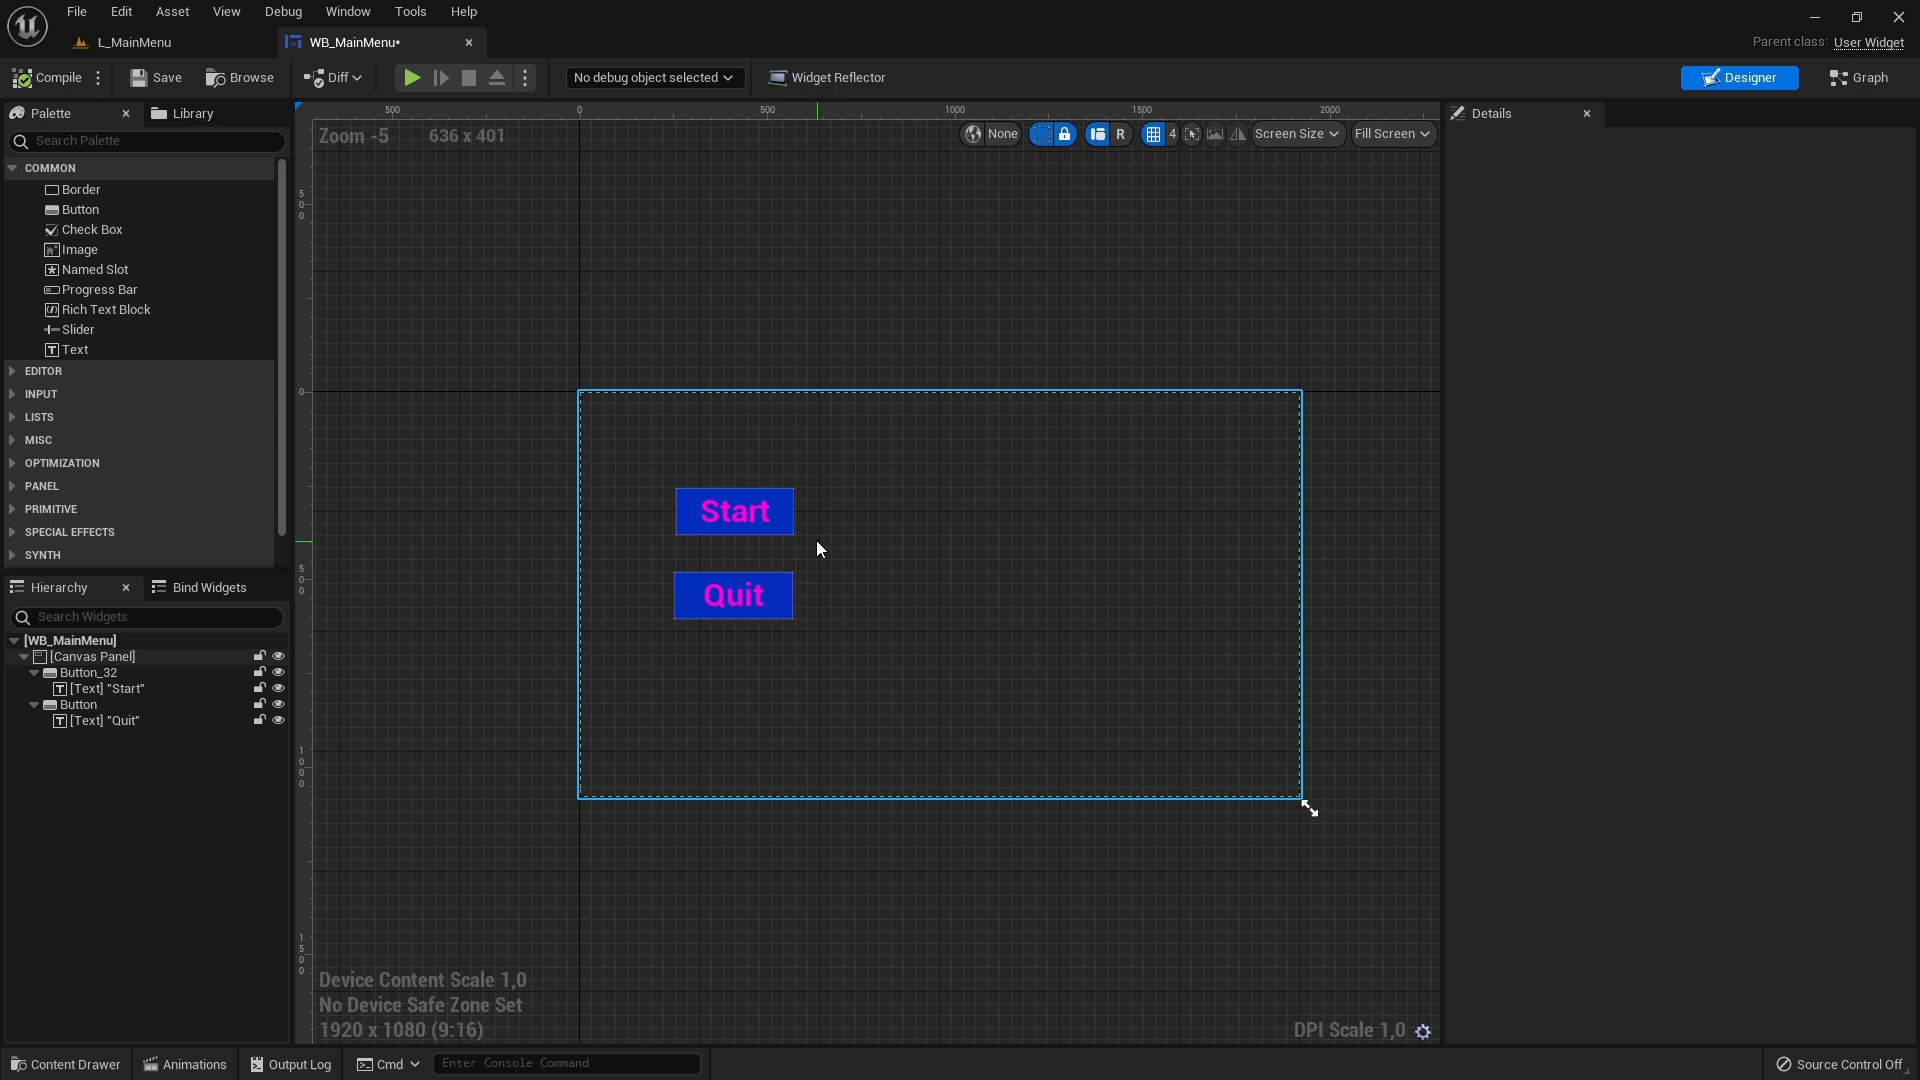 File Edit Asset View Debug Window Tools Help
L_MainMenu WB_MainMenu* Parent class: User Widget
Compile Save Browse Diff No debug object selected Widget Reflector Designer Graph
Palette Library 500 0 500 1000 1500 2000 Details
Search Palette Zoom -5 636 x 401 None R 4 Screen Size Fill Screen
COMMON
Border
Button
Check Box
Image
Named Slot
Progress Bar
Rich Text Block
Slider
Text
EDITOR
INPUT
LISTS
MISC
OPTIMIZATION
PANEL
PRIMITIVE
SPECIAL EFFECTS
SYNTH
500
0
500
1000
1500
Start
Quit
Hierarchy Bind Widgets
Search Widgets
[WB_MainMenu]
[Canvas Panel]
Button_32
[Text] "Start"
Button
[Text] "Quit"
Device Content Scale 1,0
No Device Safe Zone Set
1920 x 1080 (9:16) DPI Scale 1,0
Content Drawer Animations Output Log Cmd Enter Console Command Source Control Off